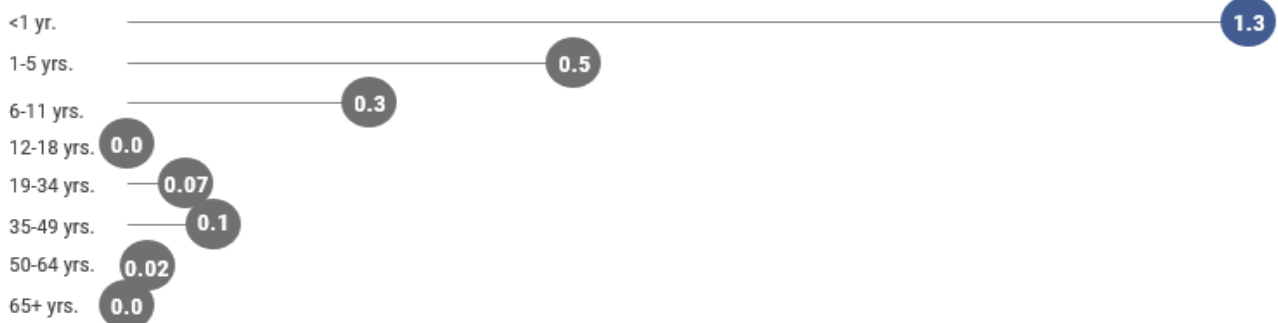 <1 yr. 1.3
1-5 yrs. 0.5
6-11 yrs. 0.3
12-18 yrs. 0.0
19-34 yrs. 0.07
35-49 yrs. 0.1
50-64 yrs. 0.02
65+ yrs. 0.0